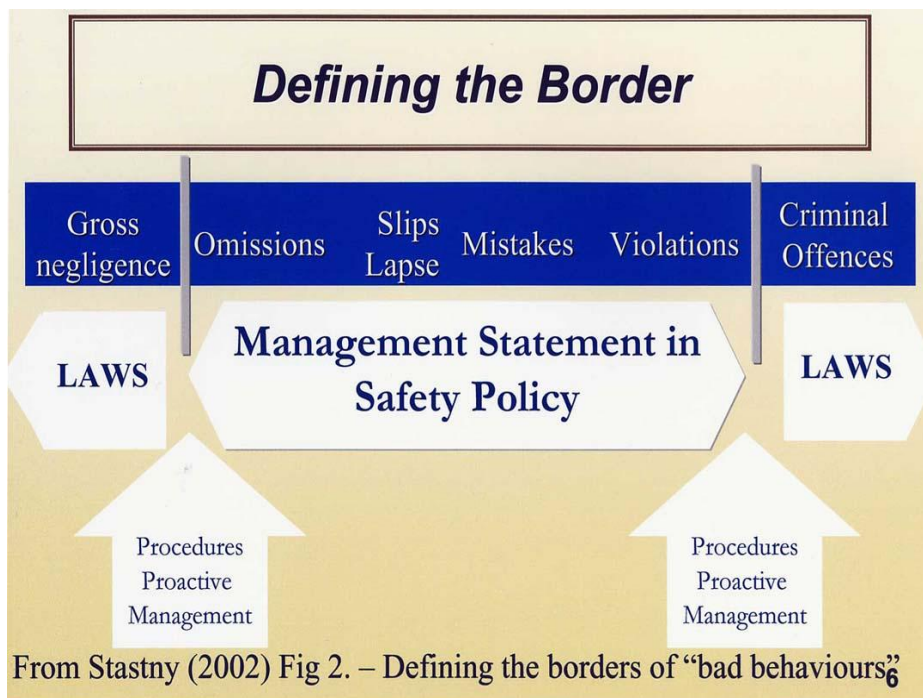 Defining the Border
Gross
negligence
Omissions
Slips
Lapse
Mistakes
Violations
Criminal
Offences
LAWS
Management Statement in
Safety Policy
LAWS
Procedures
Proactive
Management
Procedures
Proactive
Management
From Stastny (2002) Fig 2. – Defining the borders of “bad behaviours”
6